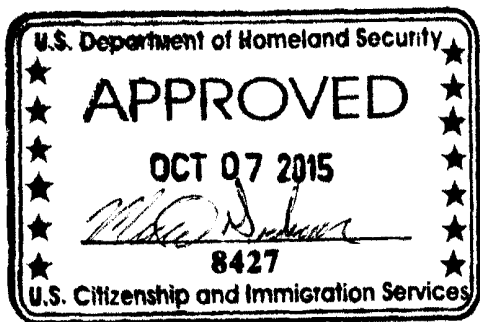 U.S. Department of Homeland Security
APPROVED
OCT 07 2015
8427
U.S. Citizenship and Immigration Services